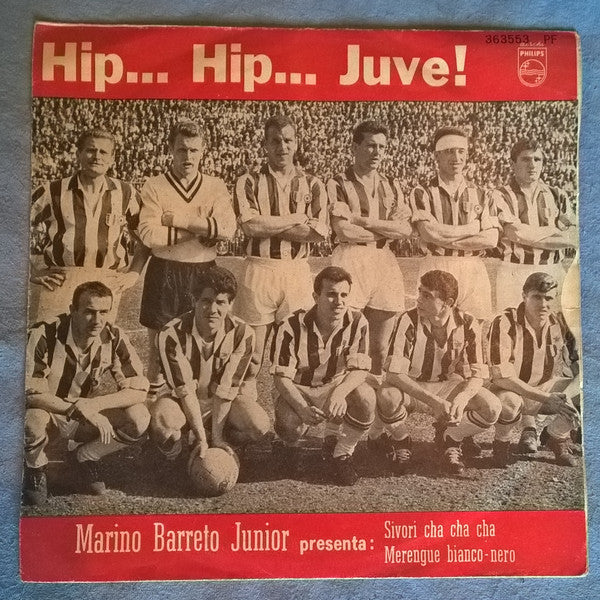 363553 PF
Hip... Hip... Juve!
PHILIPS
Marino Barreto Junior presenta:
Sivori cha cha cha
Merengue bianco-nero